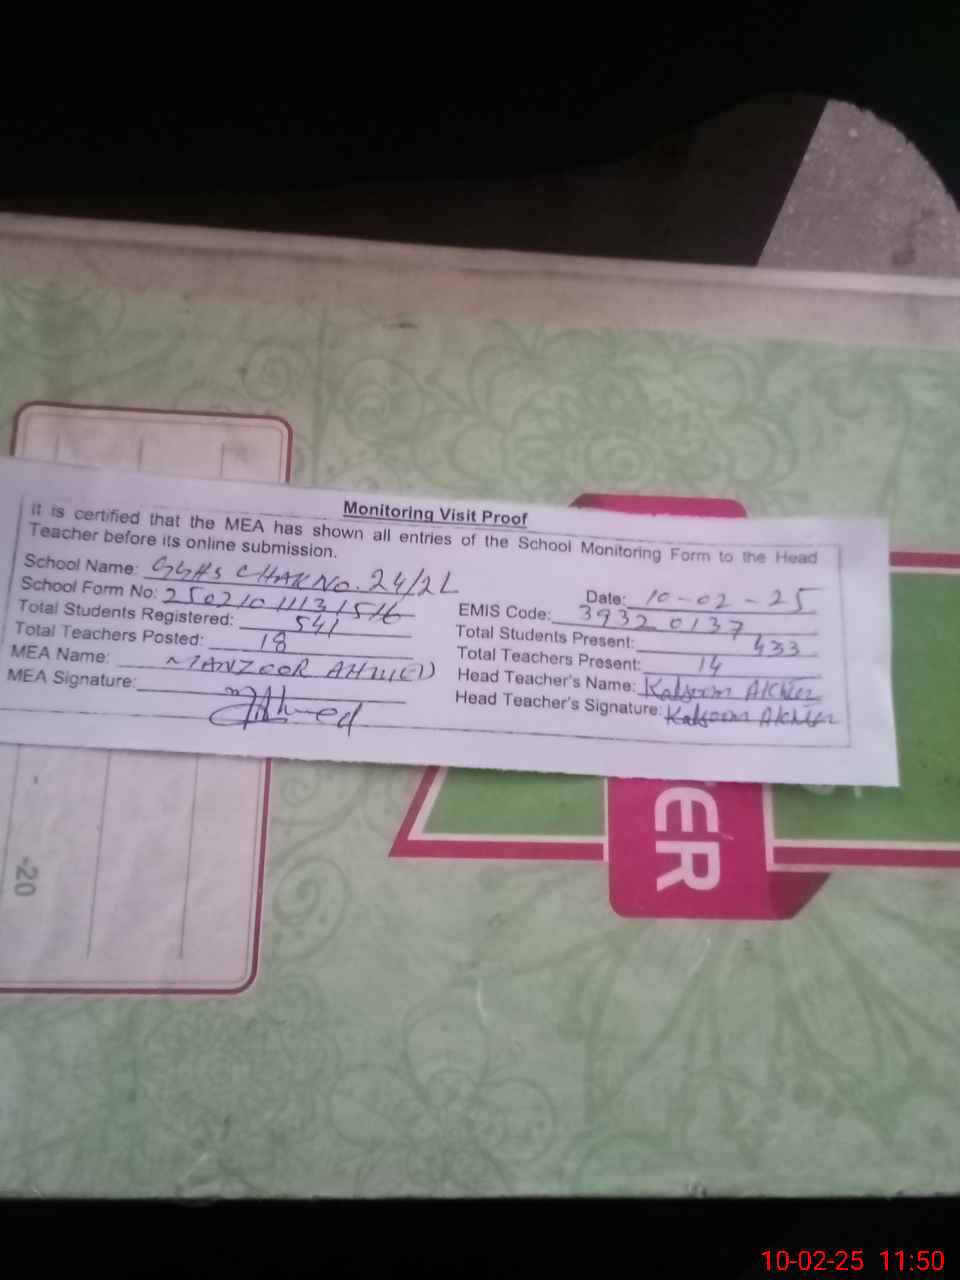 Monitoring Visit Proof
It is certified that the MEA has shown all entries of the School Monitoring Form to the Head
Teacher before its online submission.
School Name: GGHS CHAK No. 24/2L
Date: 10-02-25
School Form No:
EMIS Code: 39320137
Total Students Registered: 541
Total Students Present: 433
Total Teachers Posted: 18
Total Teachers Present: 14
MEA Name: MANZOOR AHMED
Head Teacher's Name: Kalsoom Akhter
MEA Signature: Ahmed
Head Teacher's Signature: Kalsoom Akhter
-20
ER
10-02-25 11:50